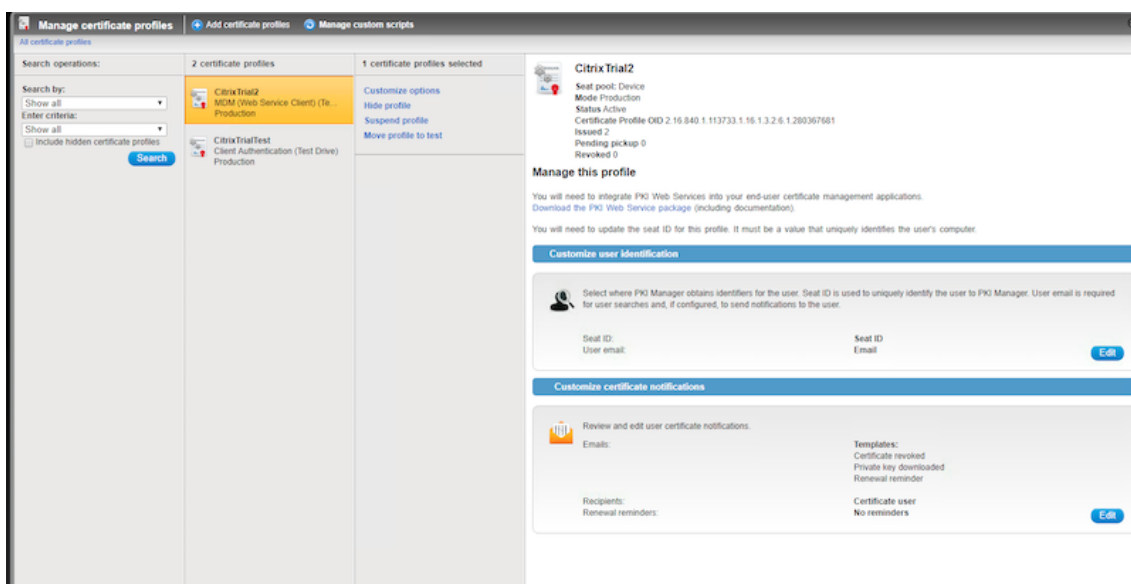 Manage certificate profiles
Add certificate profiles
Manage custom scripts
All certificate profiles
Search operations:
Search by:
Show all
Enter criteria:
Show all
Include hidden certificate profiles
Search
2 certificate profiles
CitrixTrial2
MDM (Web Service Client) (Te...
Production
CitrixTrialTest
Client Authentication (Test Drive)
Production
1 certificate profiles selected
Customize options
Hide profile
Suspend profile
Move profile to test
CitrixTrial2
Seat pool: Device
Mode Production
Status Active
Certificate Profile OID 2.16.840.1.113733.1.16.1.3.2.6.1.280367681
Issued 2
Pending pickup 0
Revoked 0
Manage this profile
You will need to integrate PKI Web Services into your end-user certificate management applications.
Download the PKI Web Service package (including documentation).
You will need to update the seat ID for this profile. It must be a value that uniquely identifies the user's computer.
Customize user identification
Select where PKI Manager obtains identifiers for the user. Seat ID is used to uniquely identify the user to PKI Manager. User email is required
for user searches and, if configured, to send notifications to the user.
Seat ID: Seat ID
User email: Email
Edit
Customize certificate notifications
Review and edit user certificate notifications.
Emails: Templates:
Certificate revoked
Private key downloaded
Renewal reminder
Recipients: Certificate user
Renewal reminders: No reminders
Edit